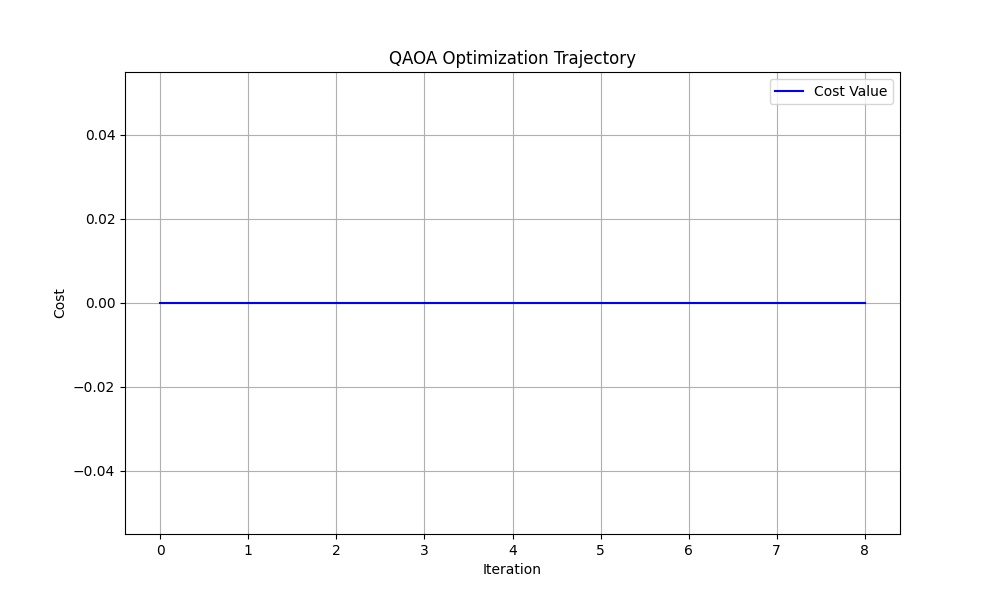 QAOA Optimization Trajectory
Cost Value
0.04
0.02
0.00
−0.02
−0.04
Cost
0 1 2 3 4 5 6 7 8
Iteration